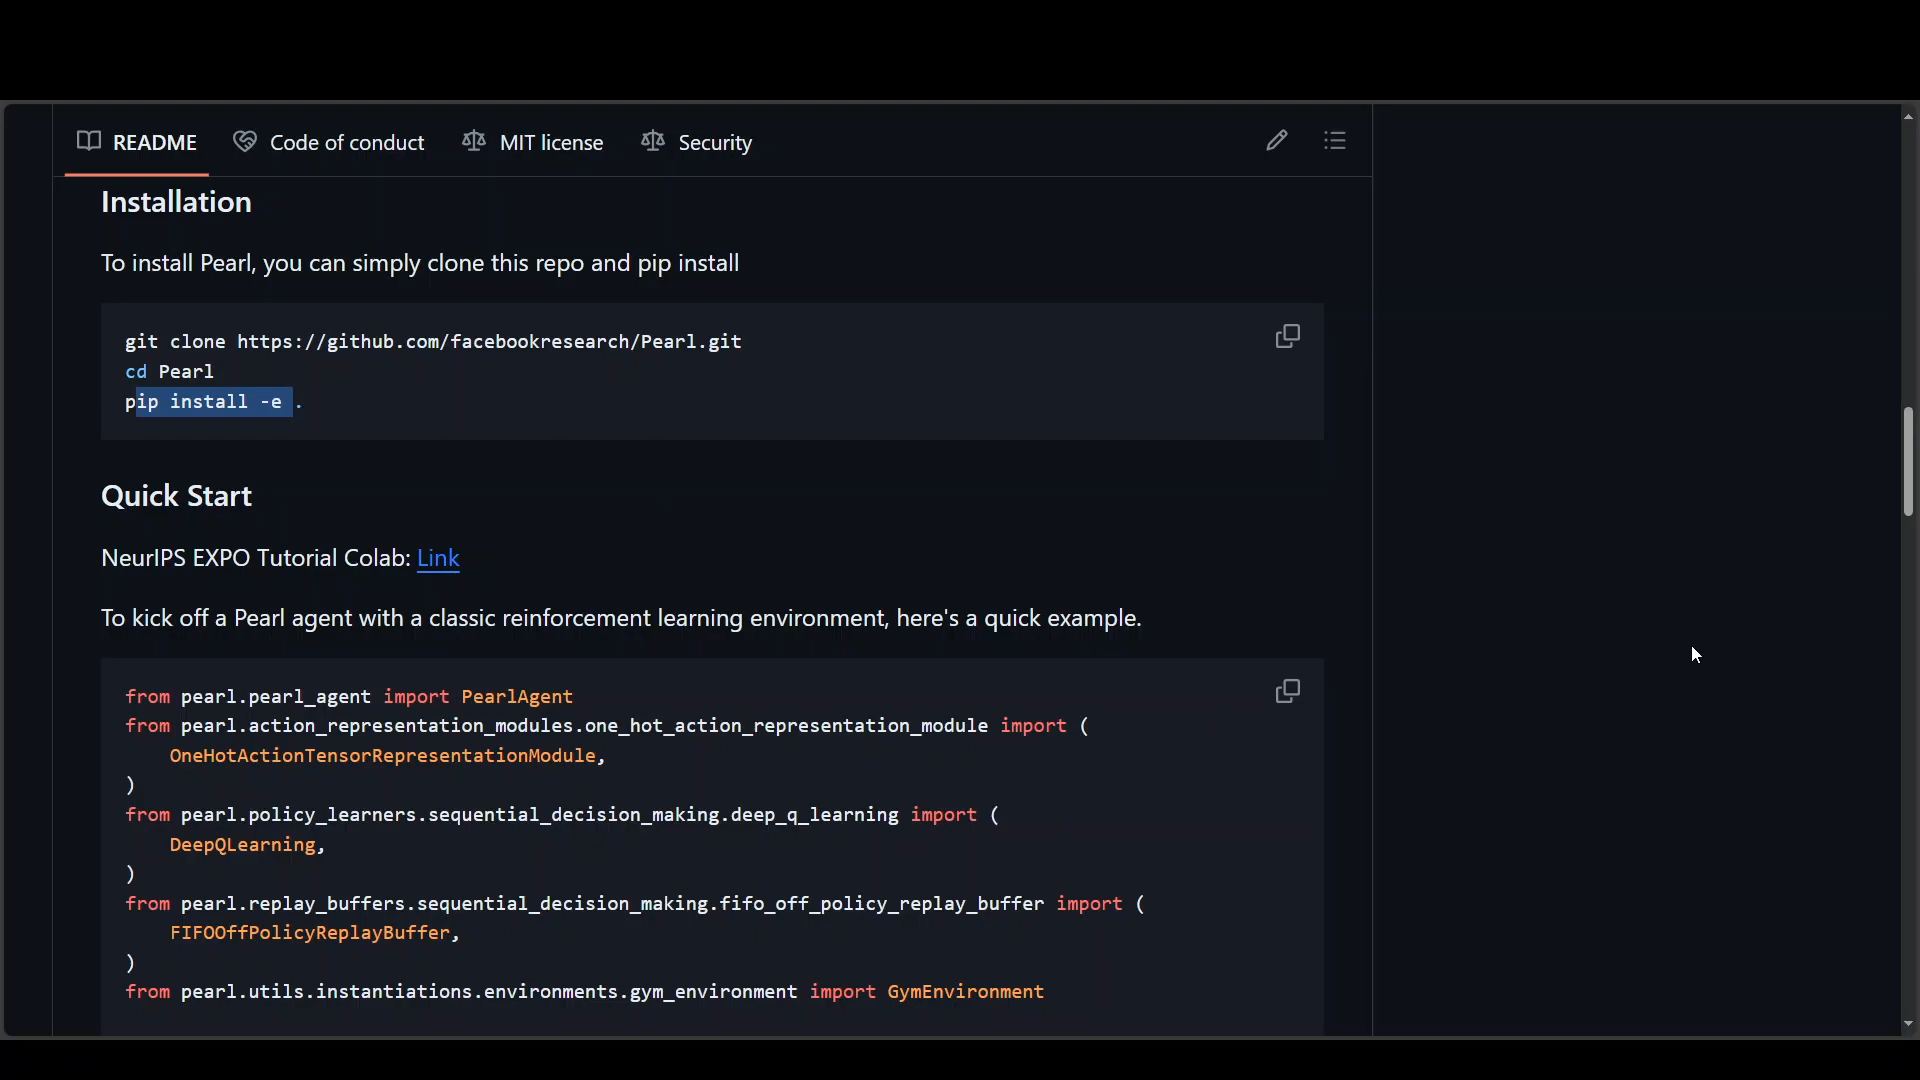 README Code of conduct MIT license Security
Installation
To install Pearl, you can simply clone this repo and pip install
git clone https://github.com/facebookresearch/Pearl.git
cd Pearl
pip install -e .
Quick Start
NeurIPS EXPO Tutorial Colab: Link
To kick off a Pearl agent with a classic reinforcement learning environment, here's a quick example.
from pearl.pearl_agent import PearlAgent
from pearl.action_representation_modules.one_hot_action_representation_module import (
    OneHotActionTensorRepresentationModule,
)
from pearl.policy_learners.sequential_decision_making.deep_q_learning import (
    DeepQLearning,
)
from pearl.replay_buffers.sequential_decision_making.fifo_off_policy_replay_buffer import (
    FIFOOffPolicyReplayBuffer,
)
from pearl.utils.instantiations.environments.gym_environment import GymEnvironment